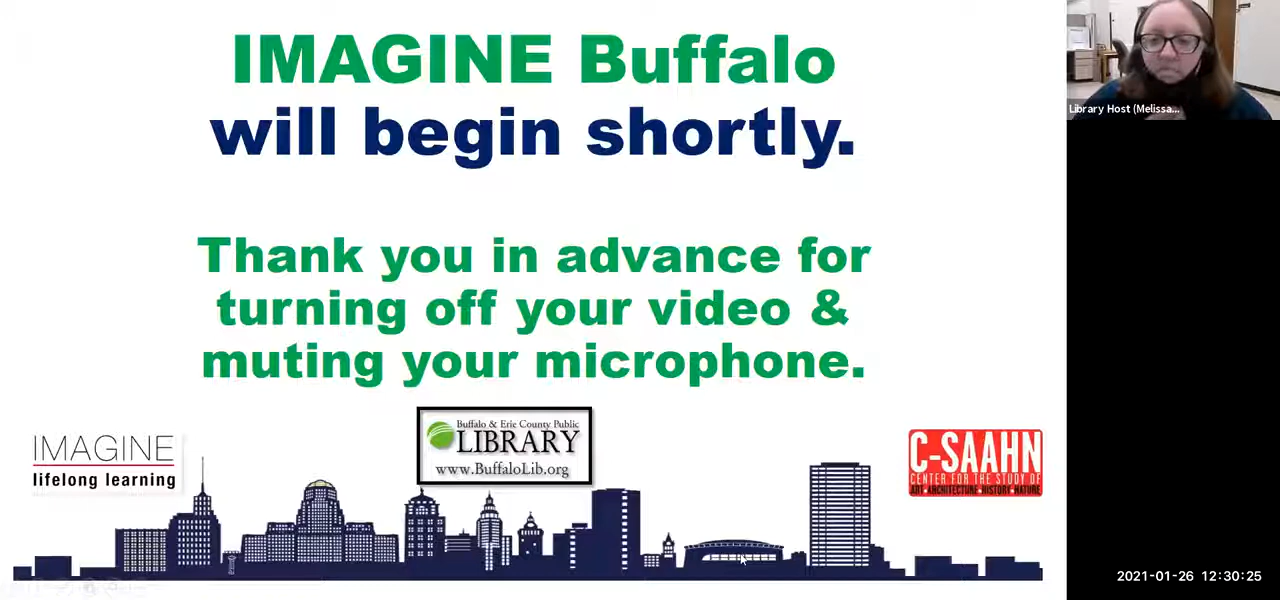 IMAGINE Buffalo
will begin shortly.
Thank you in advance for
turning off your video &
muting your microphone.
IMAGINE
lifelong learning
Buffalo & Erie County Public
LIBRARY
www.BuffaloLib.org
C-SAAHN
CENTER FOR THE STUDY OF
ART•ARCHITECTURE•HISTORY•NATURE
Library Host (Melissa...
2021-01-26 12:30:25